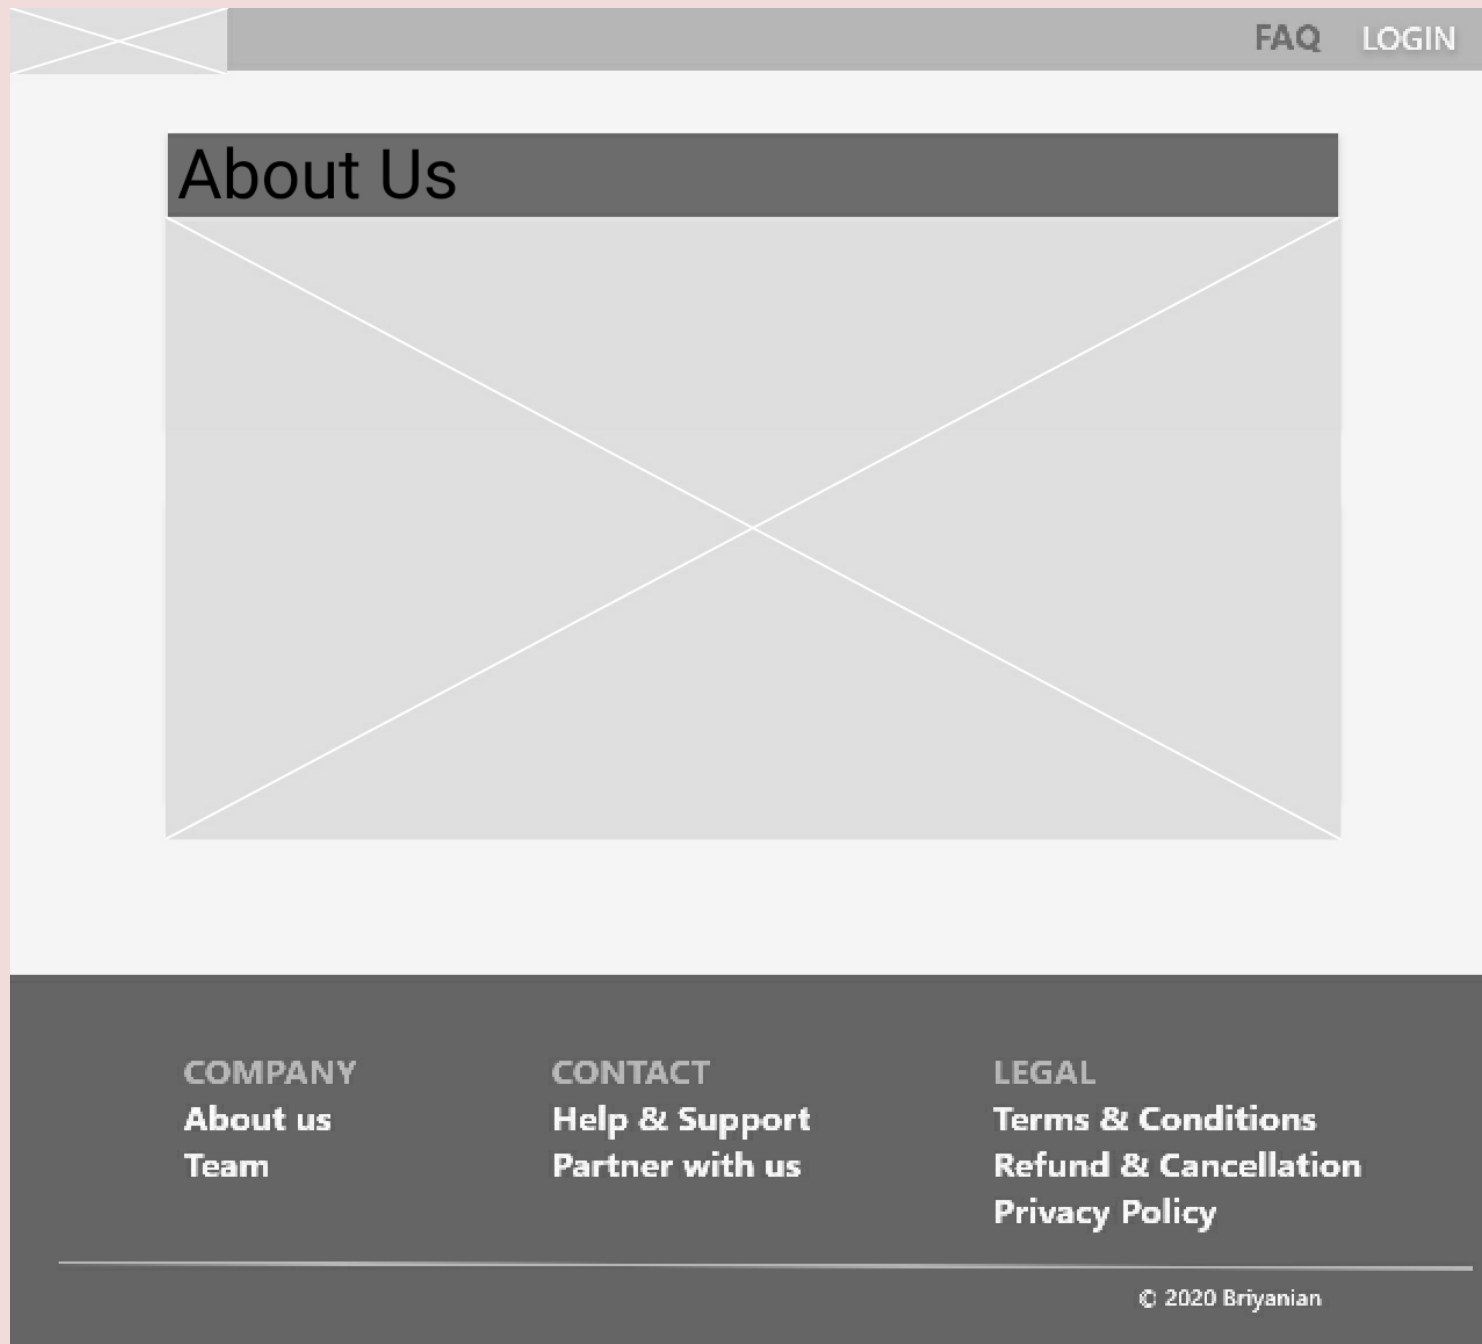 FAQ LOGIN
About Us
COMPANY
About us
Team
CONTACT
Help & Support
Partner with us
LEGAL
Terms & Conditions
Refund & Cancellation
Privacy Policy
© 2020 Briyanian